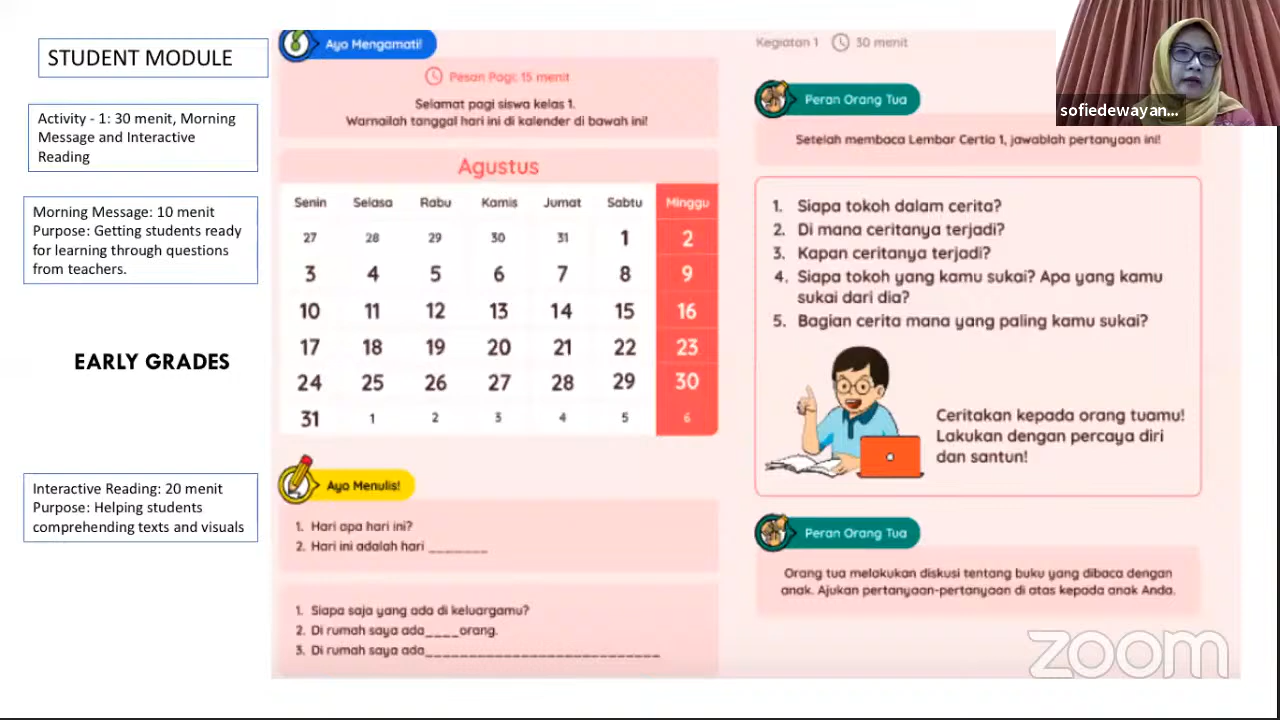 STUDENT MODULE
Activity - 1: 30 menit, Morning
Message and Interactive
Reading
Morning Message: 10 menit
Purpose: Getting students ready
for learning through questions
from teachers.
EARLY GRADES
Interactive Reading: 20 menit
Purpose: Helping students
comprehending texts and visuals
Ayo Mengamati!
Pesan Pagi: 15 menit
Selamat pagi siswa kelas 1.
Warnailah tanggal hari ini di kalender di bawah ini!
Agustus
Senin Selasa Rabu Kamis Jumat Sabtu Minggu
27 28 29 30 31 1 2
3 4 5 6 7 8 9
10 11 12 13 14 15 16
17 18 19 20 21 22 23
24 25 26 27 28 29 30
31 1 2 3 4 5 6
Ayo Menulis!
1. Hari apa hari ini?
2. Hari ini adalah hari ________
1. Siapa saja yang ada di keluargamu?
2. Di rumah saya ada____orang.
3. Di rumah saya ada___________________________
Kegiatan 1 30 menit
Peran Orang Tua
Setelah membaca Lembar Certia 1, jawablah pertanyaan ini!
1. Siapa tokoh dalam cerita?
2. Di mana ceritanya terjadi?
3. Kapan ceritanya terjadi?
4. Siapa tokoh yang kamu sukai? Apa yang kamu
sukai dari dia?
5. Bagian cerita mana yang paling kamu sukai?
Ceritakan kepada orang tuamu!
Lakukan dengan percaya diri
dan santun!
Peran Orang Tua
Orang tua melakukan diskusi tentang buku yang dibaca dengan
anak. Ajukan pertanyaan-pertanyaan di atas kepada anak Anda.
sofiedewayan...
zoom